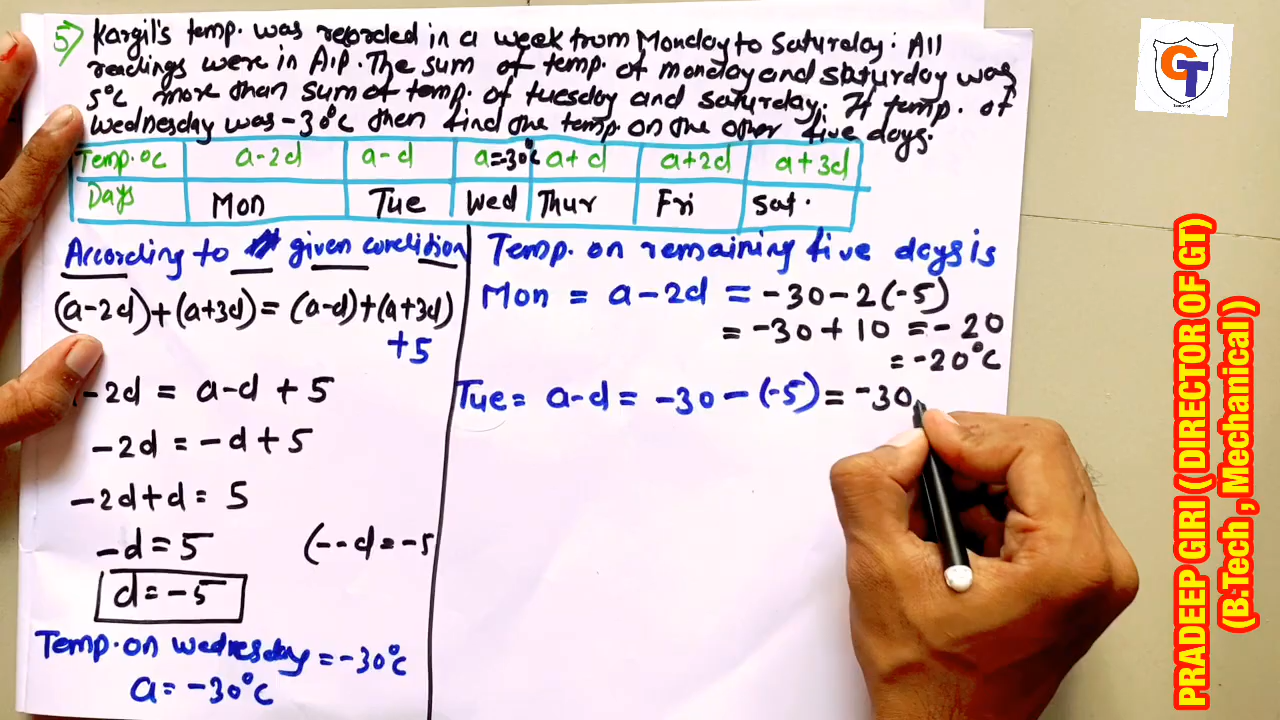 5) Kargil's temp. was recorded in a week from Monday to Saturday. All
readings were in A.P. The sum of temp. of monday and saturday was
5°C more than sum of temp. of tuesday and saturday. If temp. of
wednesday was -30°C then find the temp. on the other five days.
Temp.°C a-2d a-d a=-30°C a+d a+2d a+3d
Days Mon Tue Wed Thur Fri Sat.
According to given condition
(a-2d)+(a+3d)=(a-d)+(a+3d)
+5
-2d = a-d + 5
-2d = -d + 5
-2d+d = 5
-d = 5 (--d=-5
d=-5
Temp. on wednesday = -30°C
a = -30°C
Temp. on remaining five days is
Mon = a-2d = -30-2(-5)
= -30+10 = -20
= -20°C
Tue = a-d = -30-(-5) = -30
GT
PRADEEP GIRI ( DIRECTOR OF GT)
(B.Tech , Mechanical )